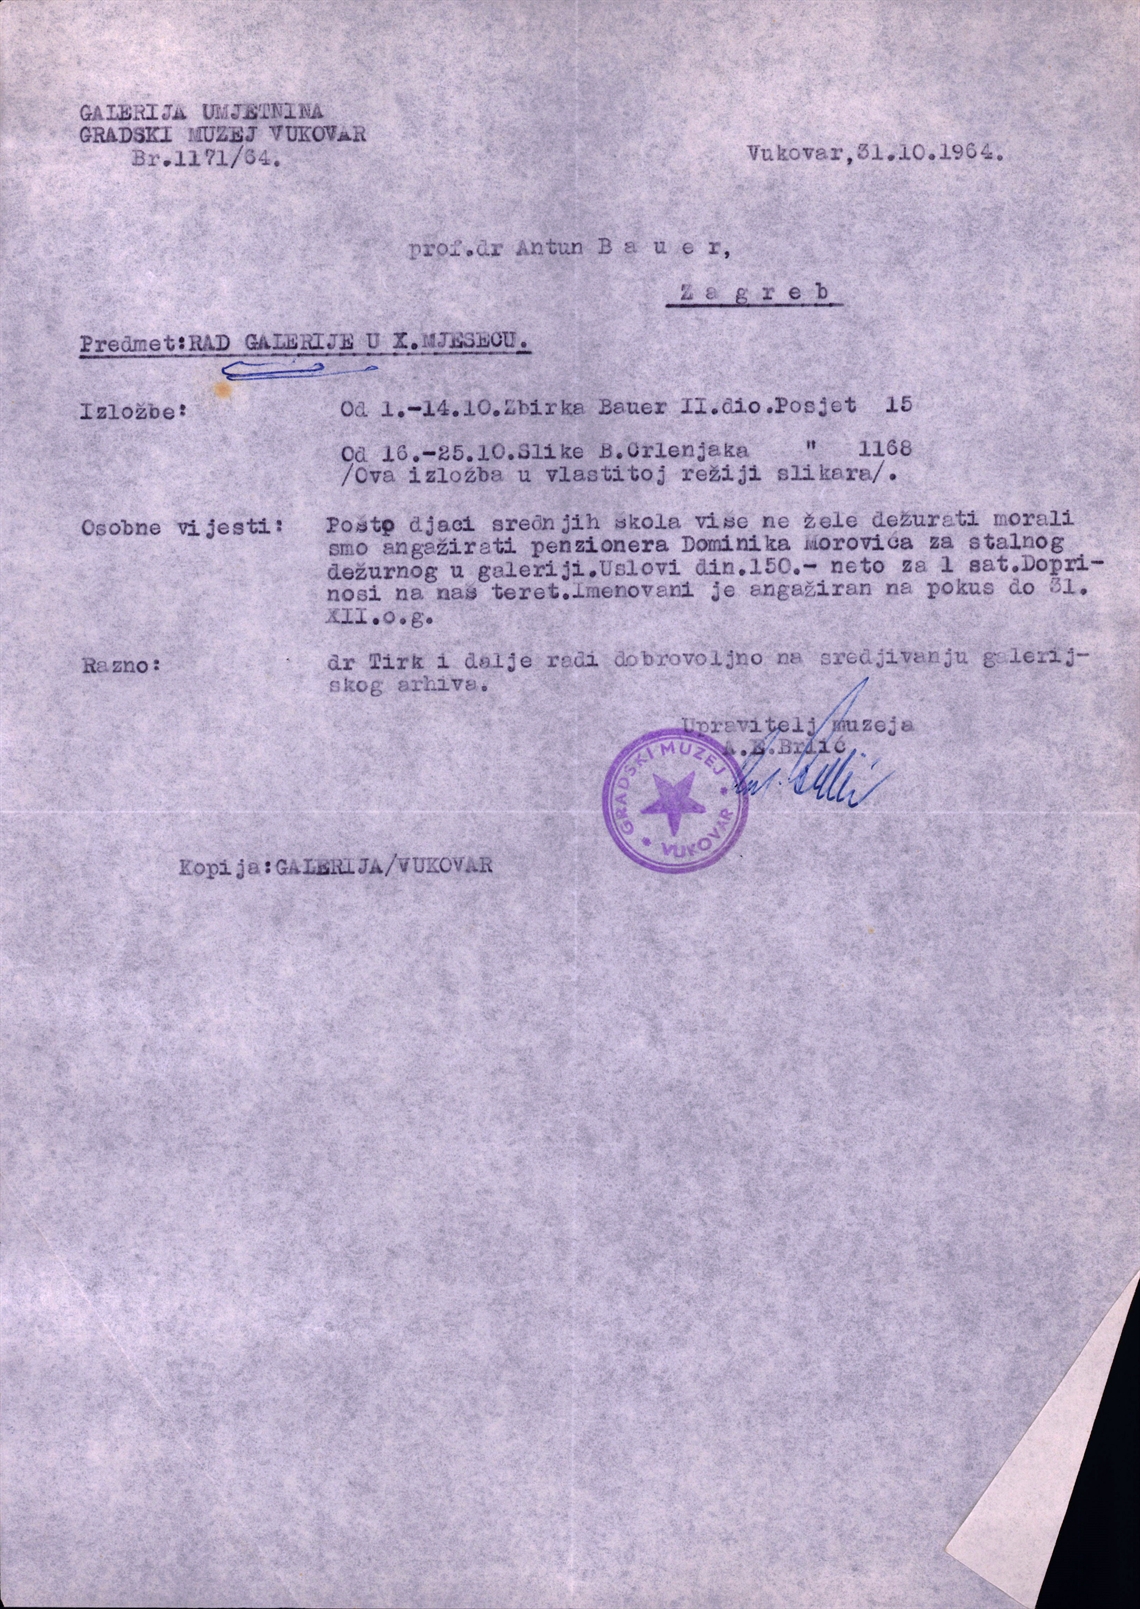 GALERIJA UMJETNINA
GRADSKI MUZEJ VUKOVAR
Br.1171/64.
Vukovar,31.10.1964.
prof.dr Antun B a u e r,
Z a g r e b
Predmet:RAD GALERIJE U X.MJESECU.
Izložbe: Od 1.-14.10.Zbirka Bauer II.dio.Posjet 15
Od 16.-25.10.Slike B.Crlenjaka " 1168
/Ova izložba u vlastitoj režiji slikara/.
Osobne vijesti: Pošto djaci srednjih škola više ne žele dežurati morali
smo angažirati penzionera Dominika Morovića za stalnog
dežurnog u galeriji.Uslovi din.150.- neto za 1 sat.Dopri-
nosi na naš teret.Imenovani je angažiran na pokus do 31.
XII.o.g.
Razno: dr Tirk i dalje radi dobrovoljno na sredjivanju galerij-
skog arhiva.
Upravitelj muzeja
A.E.Brlić
GRADSKI MUZEJ
VUKOVAR
Kopija:GALERIJA/VUKOVAR